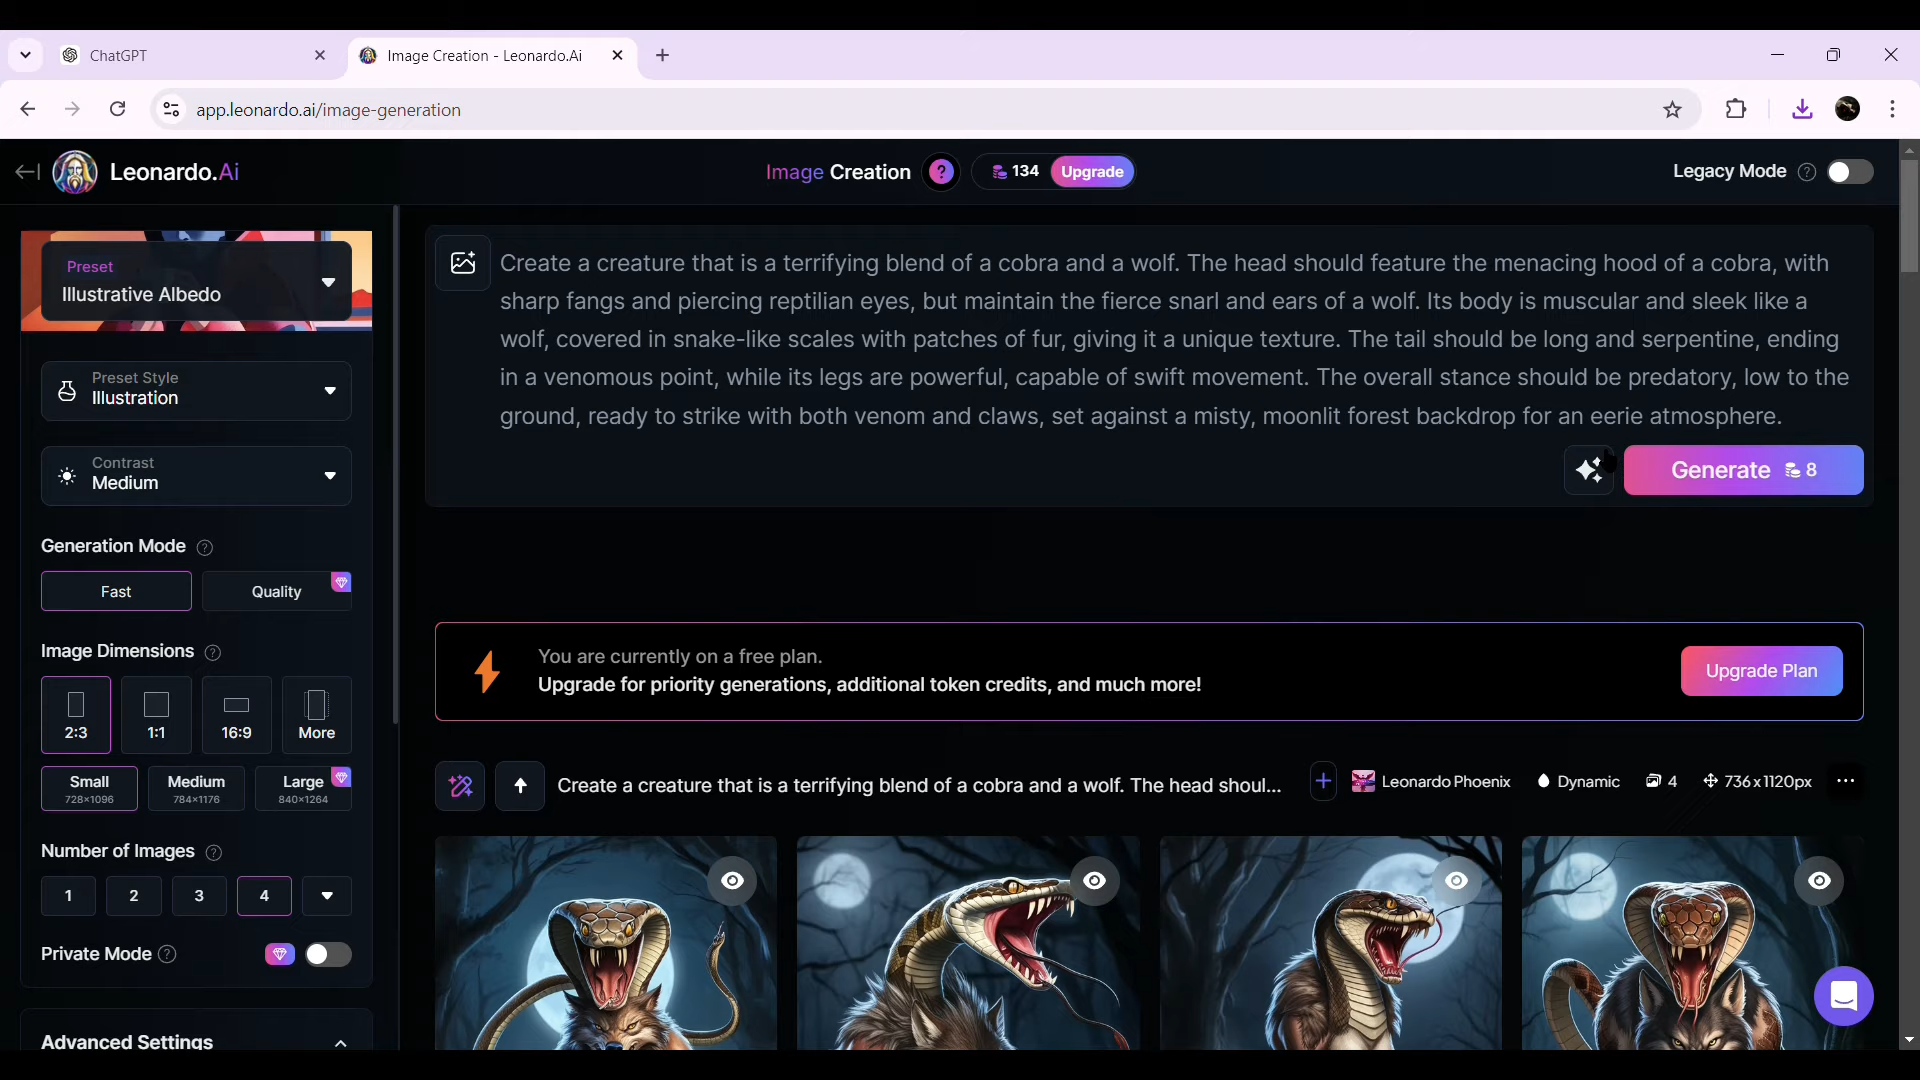 ChatGPT
Image Creation - Leonardo.Ai
app.leonardo.ai/image-generation
Leonardo.Ai
Image Creation ? 134 Upgrade
Legacy Mode ?
Preset
Illustrative Albedo
Preset Style
Illustration
Contrast
Medium
Generation Mode ?
Fast
Quality
Image Dimensions ?
2:3
1:1
16:9
More
Small
728×1096
Medium
784×1176
Large
840×1264
Number of Images ?
1 2 3 4
Private Mode ?
Advanced Settings
Create a creature that is a terrifying blend of a cobra and a wolf. The head should feature the menacing hood of a cobra, with
sharp fangs and piercing reptilian eyes, but maintain the fierce snarl and ears of a wolf. Its body is muscular and sleek like a
wolf, covered in snake-like scales with patches of fur, giving it a unique texture. The tail should be long and serpentine, ending
in a venomous point, while its legs are powerful, capable of swift movement. The overall stance should be predatory, low to the
ground, ready to strike with both venom and claws, set against a misty, moonlit forest backdrop for an eerie atmosphere.
Generate 8
You are currently on a free plan.
Upgrade for priority generations, additional token credits, and much more!
Upgrade Plan
Create a creature that is a terrifying blend of a cobra and a wolf. The head shoul... Leonardo Phoenix Dynamic 4 736 x 1120px